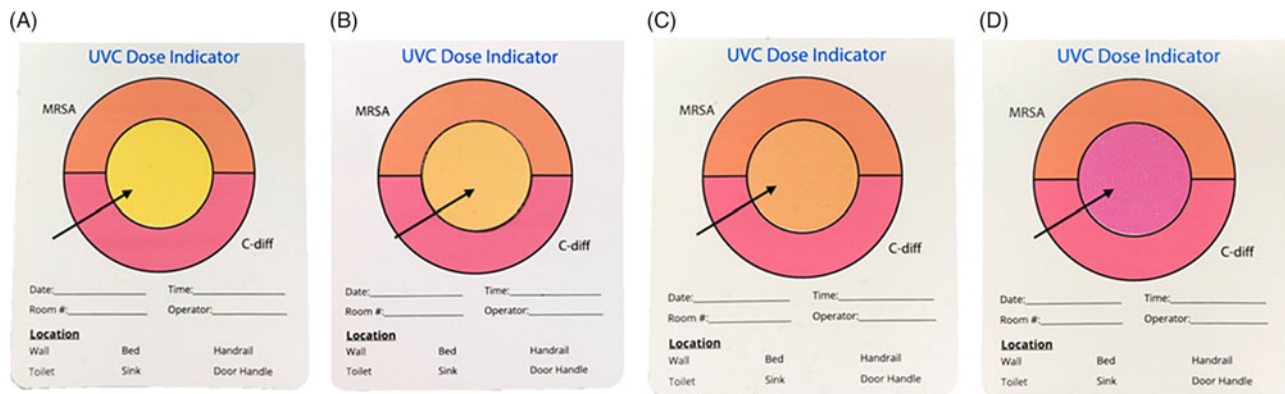 (A)
UVC Dose Indicator
MRSA
C-diff
Date: Time:
Room #: Operator:
Location
Wall Bed Handrail
Toilet Sink Door Handle
(B)
UVC Dose Indicator
MRSA
C-diff
Date: Time:
Room #: Operator:
Location
Wall Bed Handrail
Toilet Sink Door Handle
(C)
UVC Dose Indicator
MRSA
C-diff
Date: Time:
Room #: Operator:
Location
Wall Bed Handrail
Toilet Sink Door Handle
(D)
UVC Dose Indicator
MRSA
C-diff
Date: Time:
Room #: Operator:
Location
Wall Bed Handrail
Toilet Sink Door Handle